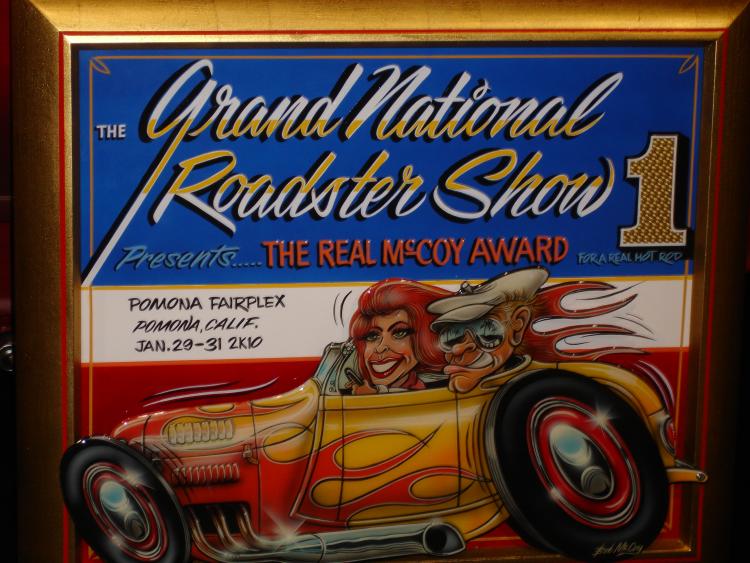 THE Grand National
Roadster Show 1
Presents.....THE REAL McCOY AWARD FOR A REAL HOT ROD
POMONA FAIRPLEX
POMONA, CALIF.
JAN. 29-31 2K10